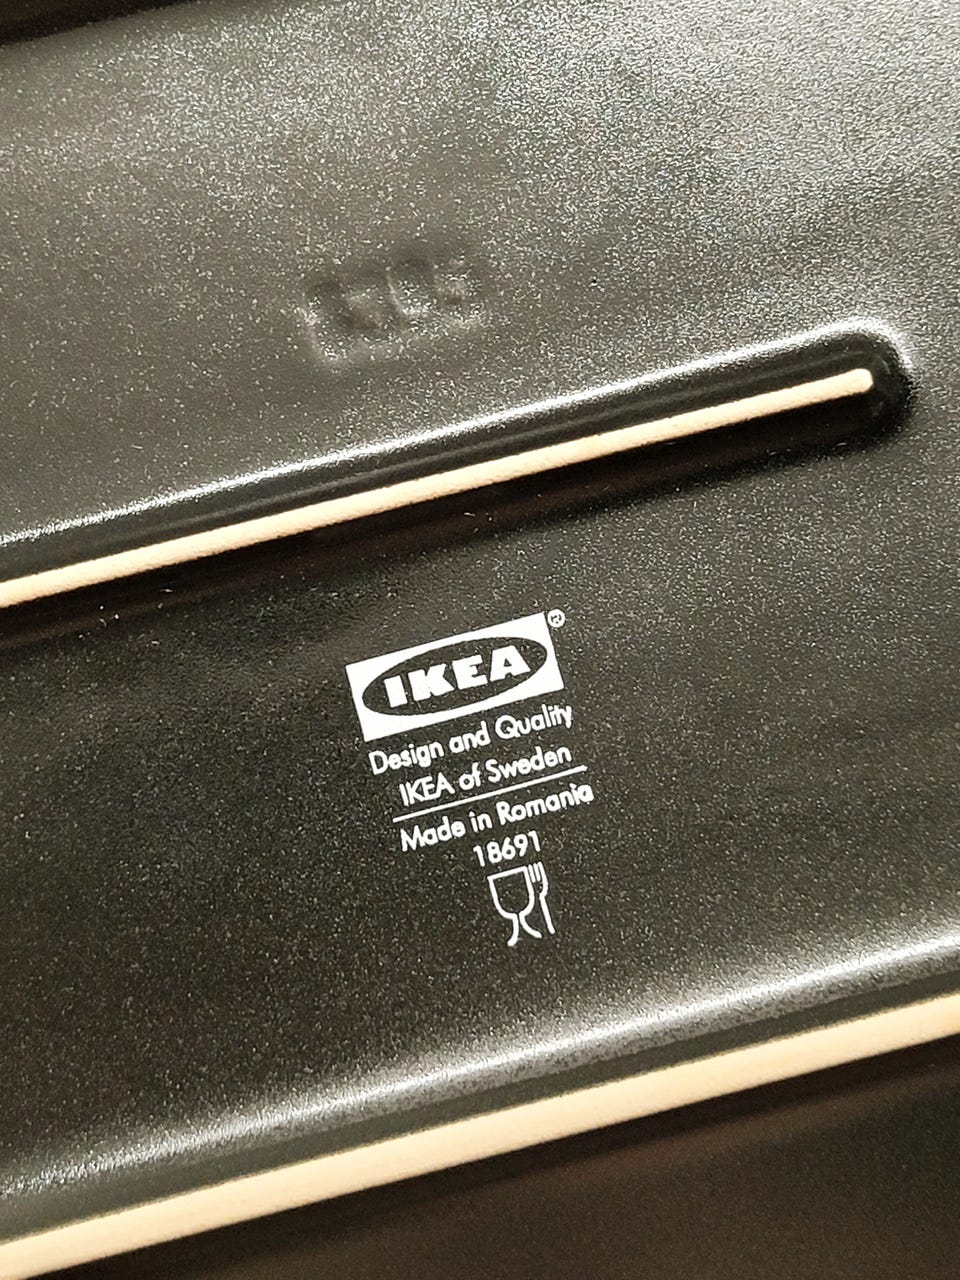 IKEA®
Design and Quality
IKEA of Sweden
Made in Romania
18691